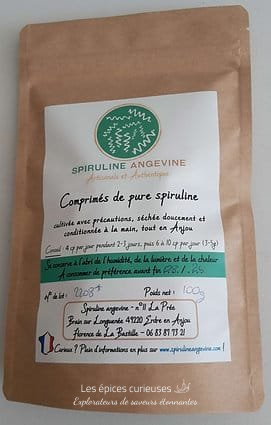 SPIRULINE ANGEVINE
Artisanale et Authentique
Comprimés de pure spiruline
cultivée avec précautions, séchée doucement et
conditionnée à la main, tout en Anjou
Conseil : 4 cp par jour pendant 2-3 jours, puis 6 à 10 cp par jour (3-5g)
Se conserve à l'abri de l'humidité, de la lumière et de la chaleur
A consommer de préférence avant fin
N° de lot : Poids net : 100g
Spiruline angevine - n°11 La Prée
Brain sur Longuenée 49220 Erdre en Anjou
Florence de La Bastille - 06 83 87 73 21
Curieux ? Plein d'informations en plus sur www.spirulineangevine.com !
Les épices curieuses
Explorateurs de saveurs étonnantes